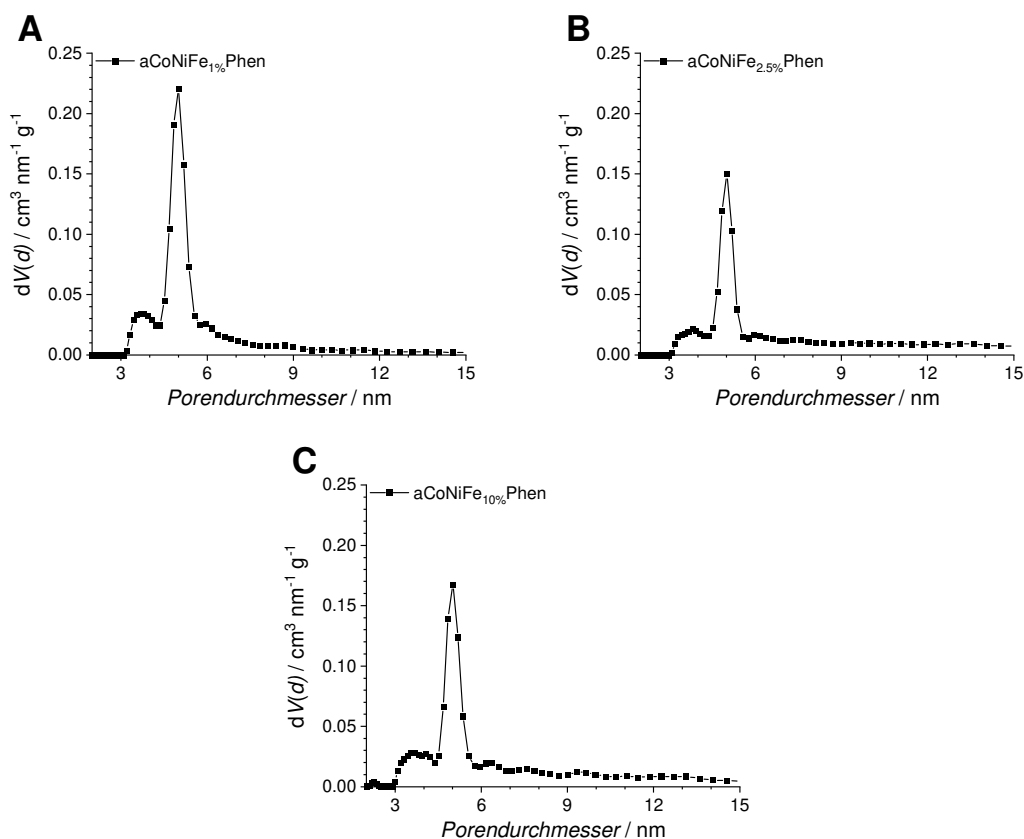 A
aCoNiFe1%Phen
0.25
0.20
0.15
0.10
0.05
0.00
dV(d) / cm³ nm⁻¹ g⁻¹
3 6 9 12 15
Porendurchmesser / nm
B
aCoNiFe2.5%Phen
0.25
0.20
0.15
0.10
0.05
0.00
dV(d) / cm³ nm⁻¹ g⁻¹
3 6 9 12 15
Porendurchmesser / nm
C
aCoNiFe10%Phen
0.25
0.20
0.15
0.10
0.05
0.00
dV(d) / cm³ nm⁻¹ g⁻¹
3 6 9 12 15
Porendurchmesser / nm